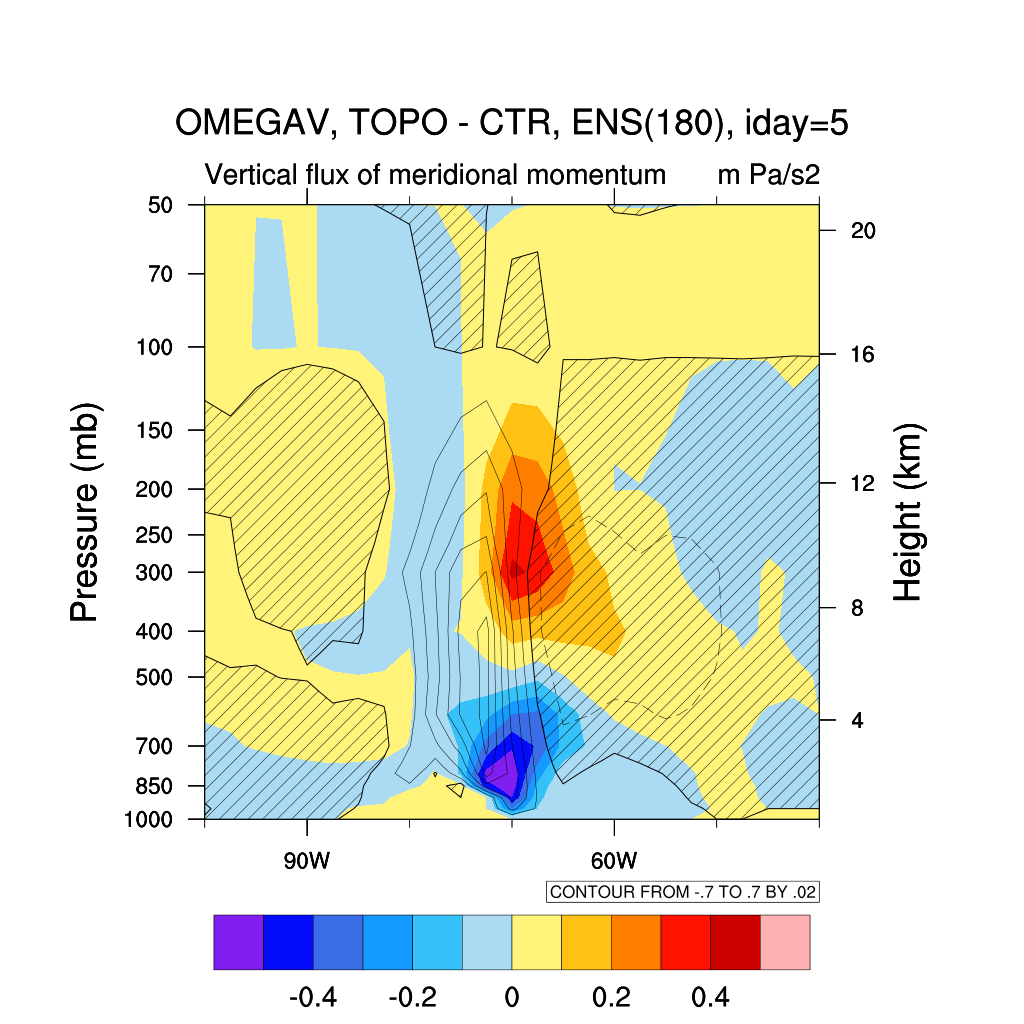 OMEGAV, TOPO - CTR, ENS(180), iday=5
Vertical flux of meridional momentum m Pa/s2
50
70
100
150
200
250
300
400
500
700
850
1000
Pressure (mb)
20
16
12
8
4
Height (km)
90W 60W
CONTOUR FROM -.7 TO .7 BY .02
-0.4 -0.2 0 0.2 0.4